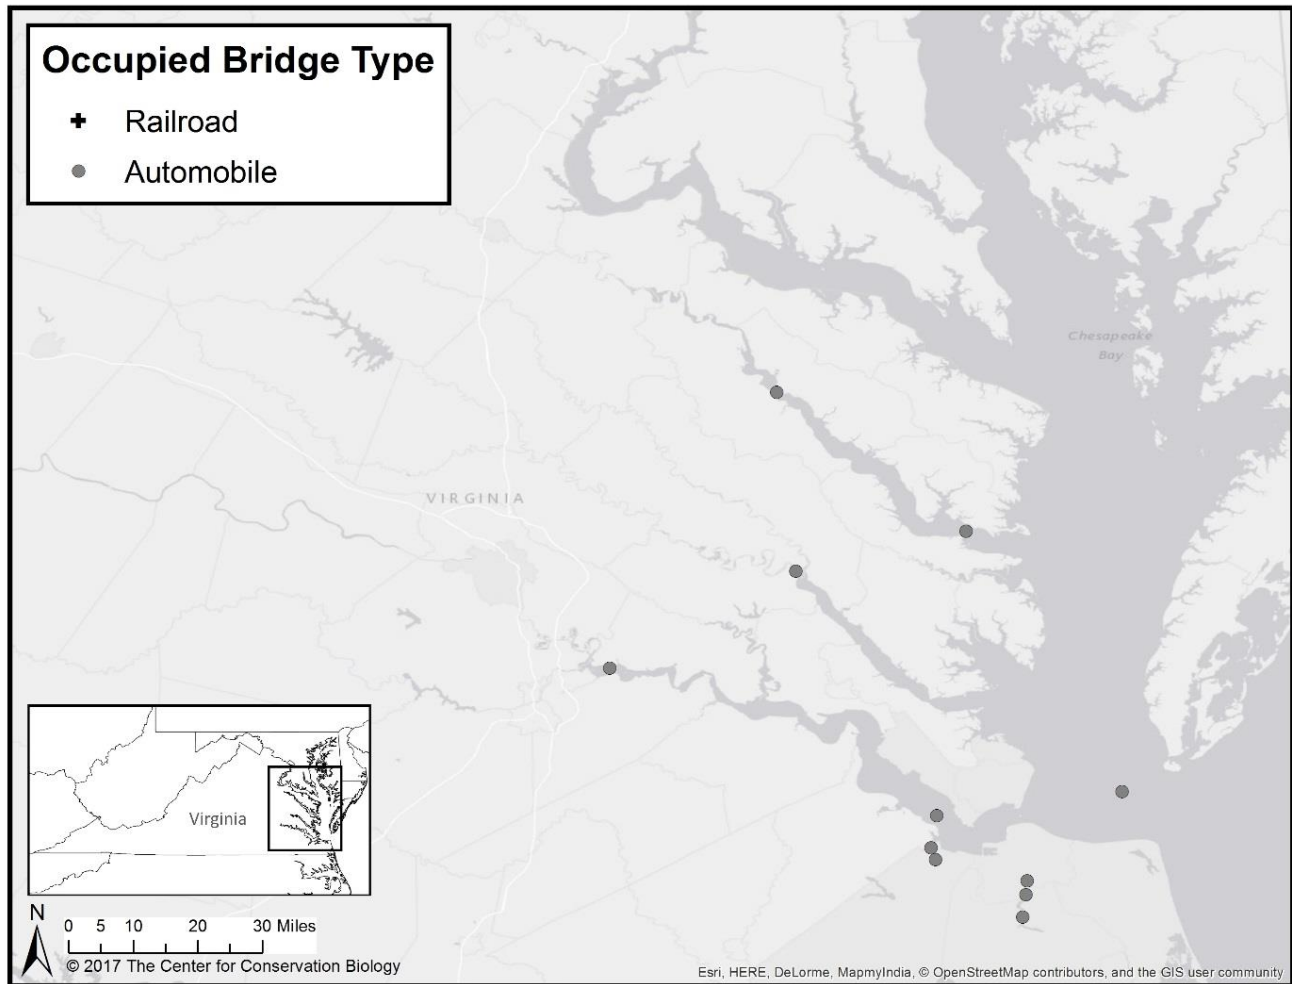 Occupied Bridge Type
Railroad
Automobile
Chesapeake
Bay
VIRGINIA
Virginia
N
0 5 10 20 30 Miles
© 2017 The Center for Conservation Biology
Esri, HERE, DeLorme, MapmyIndia, © OpenStreetMap contributors, and the GIS user community